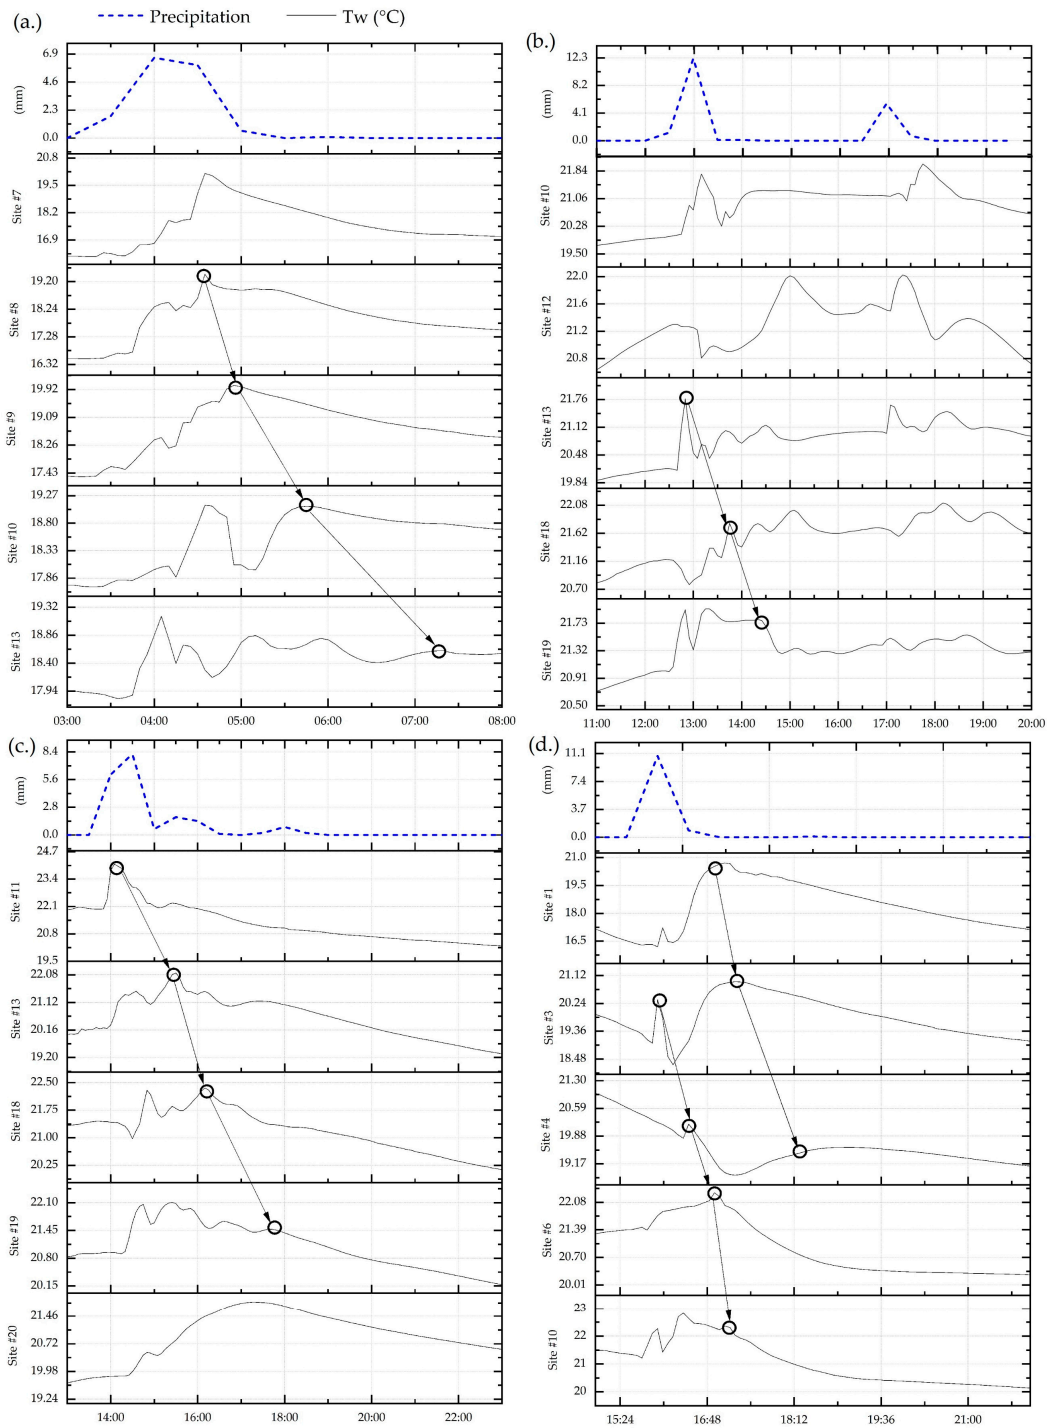 Precipitation Tw (°C)
(a.)
(mm)
6.9
4.6
2.3
0.0
Site #7
20.8
19.5
18.2
16.9
Site #8
19.20
18.24
17.28
16.32
Site #9
19.92
19.09
18.26
17.43
Site #10
19.27
18.80
18.33
17.86
Site #13
19.32
18.86
18.40
17.94
03:00 04:00 05:00 06:00 07:00 08:00
(b.)
(mm)
12.3
8.2
4.1
0.0
Site #10
21.84
21.06
20.28
19.50
Site #12
22.0
21.6
21.2
20.8
Site #13
21.76
21.12
20.48
19.84
Site #18
22.08
21.62
21.16
20.70
Site #19
21.73
21.32
20.91
20.50
11:00 12:00 13:00 14:00 15:00 16:00 17:00 18:00 19:00 20:00
(c.)
(mm)
8.4
5.6
2.8
0.0
Site #11
24.7
23.4
22.1
20.8
19.5
Site #13
22.08
21.12
20.16
19.20
Site #18
22.50
21.75
21.00
20.25
Site #19
22.10
21.45
20.80
20.15
Site #20
21.46
20.72
19.98
19.24
14:00 16:00 18:00 20:00 22:00
(d.)
(mm)
11.1
7.4
3.7
0.0
Site #1
21.0
19.5
18.0
16.5
Site #3
21.12
20.24
19.36
18.48
Site #4
21.30
20.59
19.88
19.17
Site #6
22.08
21.39
20.70
20.01
Site #10
23
22
21
20
15:24 16:48 18:12 19:36 21:00